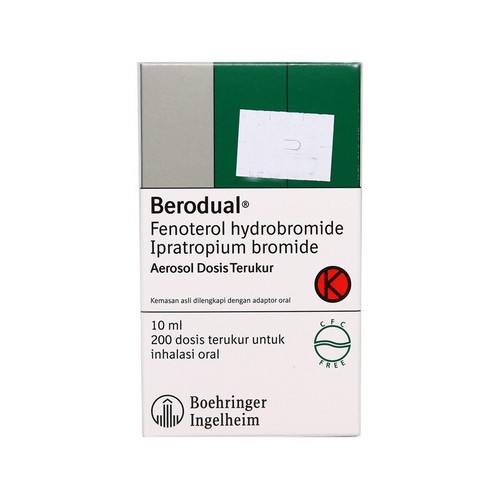 Berodual®
Fenoterol hydrobromide
Ipratropium bromide
Aerosol Dosis Terukur
Kemasan asli dilengkapi dengan adaptor oral
K
10 ml
200 dosis terukur untuk
inhalasi oral
CFC
FREE
Boehringer
Ingelheim